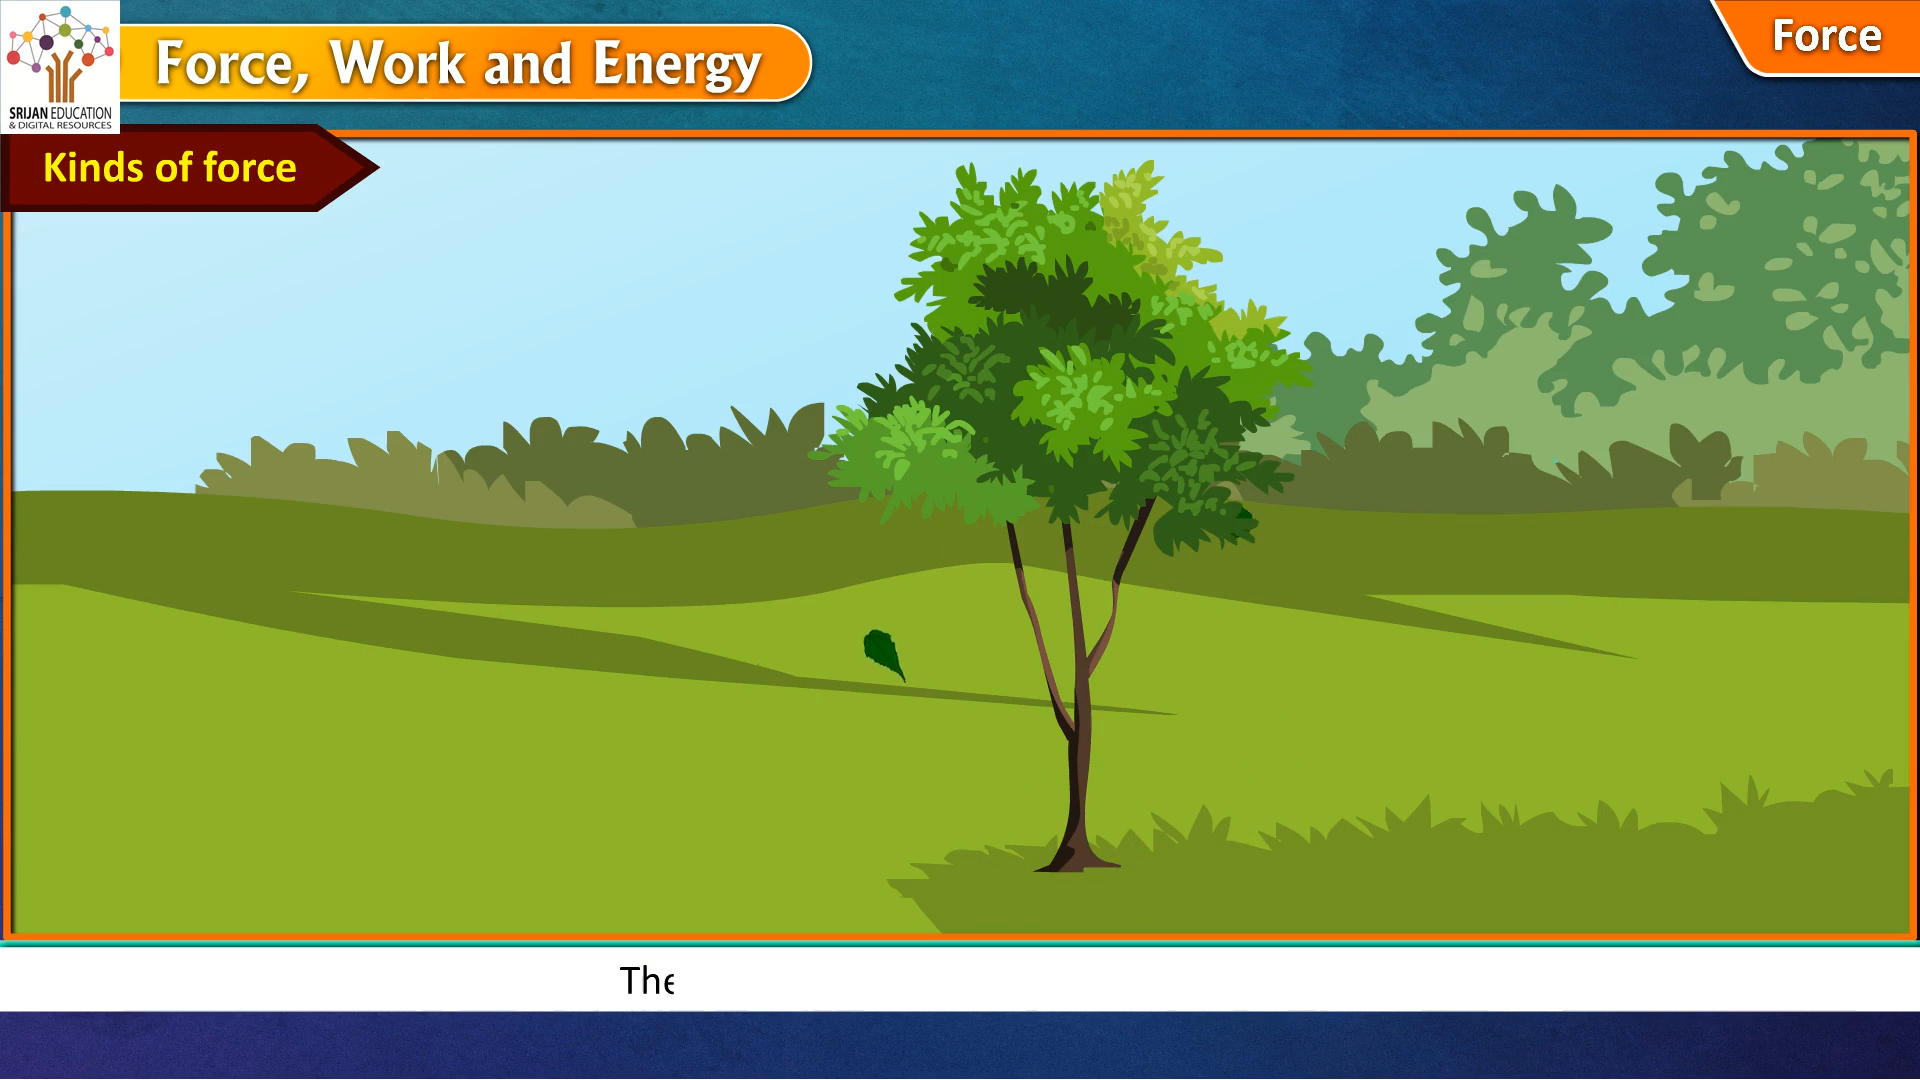 Force, Work and Energy
Force
SRIJAN EDUCATION
& DIGITAL RESOURCES
Kinds of force
The